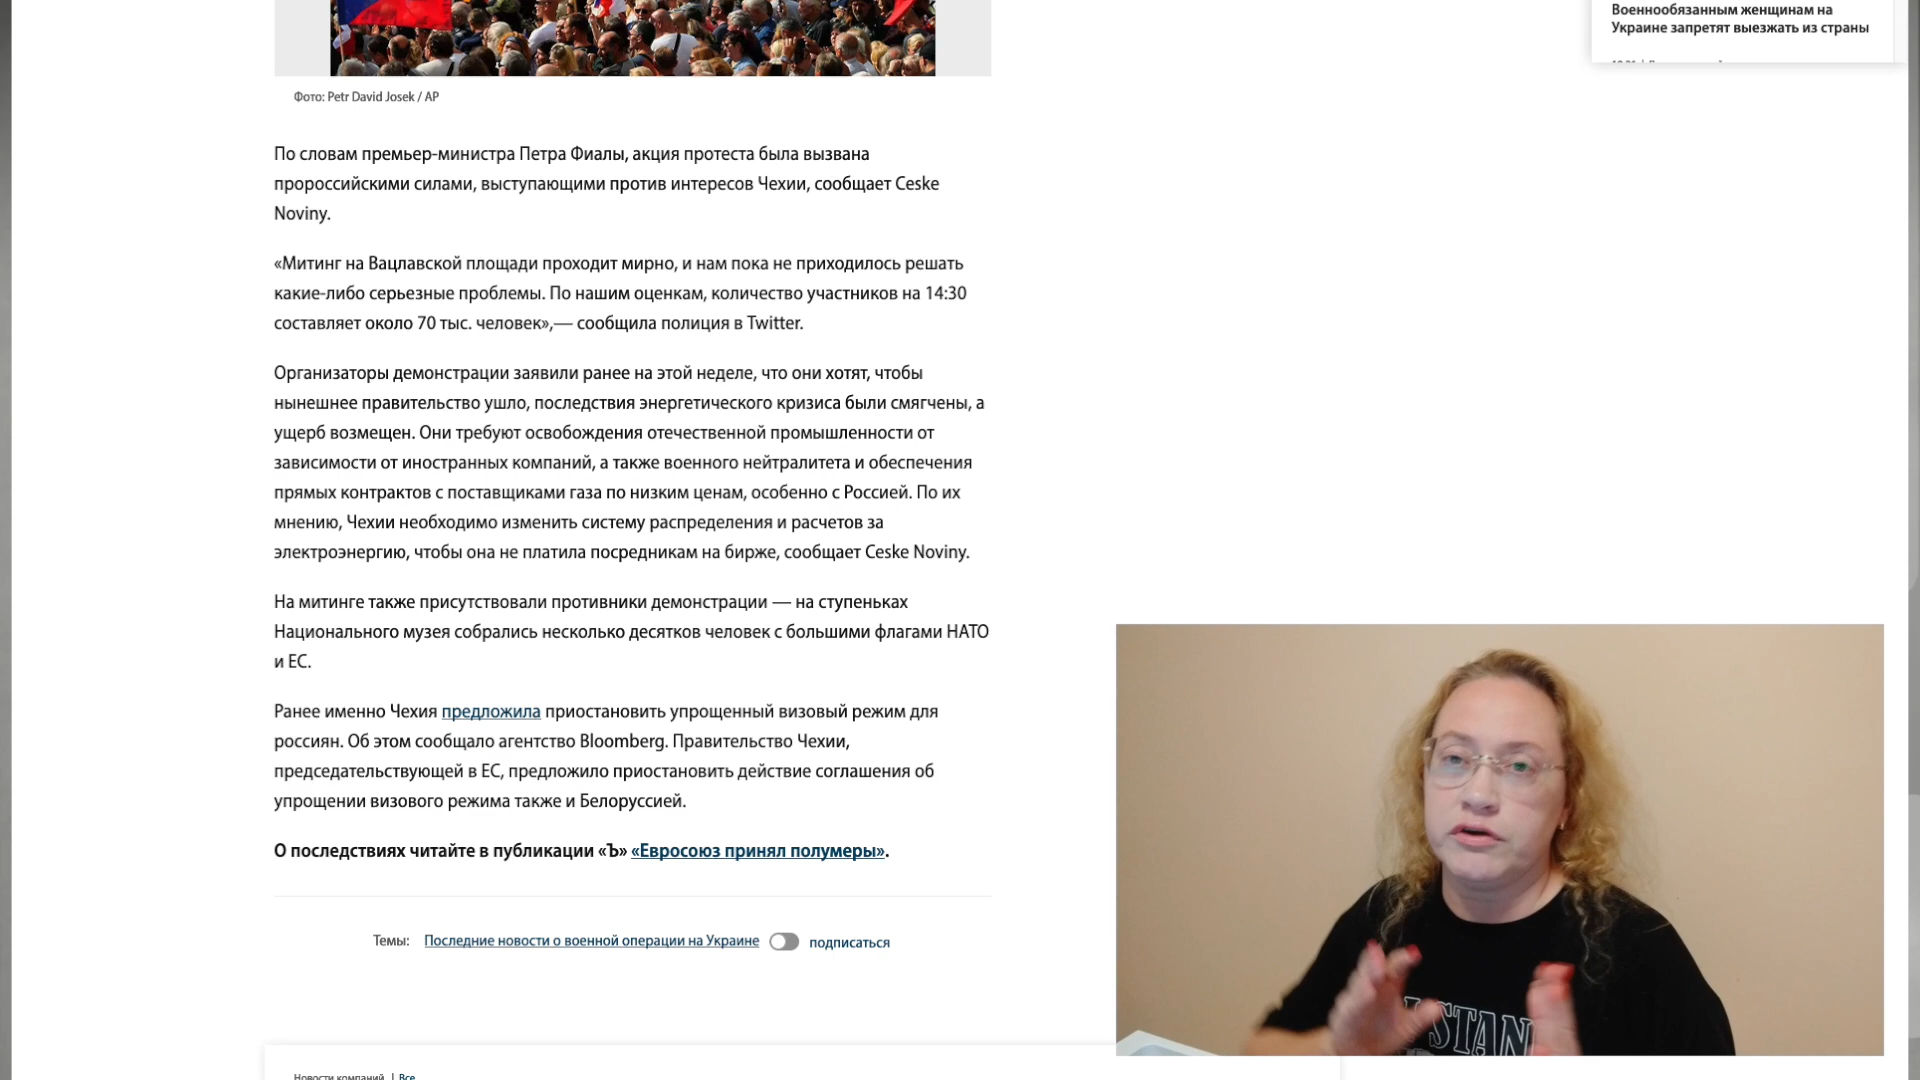 Военнообязанным женщинам на
Украине запретят выезжать из страны
Фото: Petr David Josek / AP
По словам премьер-министра Петра Фиалы, акция протеста была вызвана
пророссийскими силами, выступающими против интересов Чехии, сообщает Ceske
Noviny.
«Митинг на Вацлавской площади проходит мирно, и нам пока не приходилось решать
какие-либо серьезные проблемы. По нашим оценкам, количество участников на 14:30
составляет около 70 тыс. человек»,— сообщила полиция в Twitter.
Организаторы демонстрации заявили ранее на этой неделе, что они хотят, чтобы
нынешнее правительство ушло, последствия энергетического кризиса были смягчены, а
ущерб возмещен. Они требуют освобождения отечественной промышленности от
зависимости от иностранных компаний, а также военного нейтралитета и обеспечения
прямых контрактов с поставщиками газа по низким ценам, особенно с Россией. По их
мнению, Чехии необходимо изменить систему распределения и расчетов за
электроэнергию, чтобы она не платила посредникам на бирже, сообщает Ceske Noviny.
На митинге также присутствовали противники демонстрации — на ступеньках
Национального музея собрались несколько десятков человек с большими флагами НАТО
и ЕС.
Ранее именно Чехия предложила приостановить упрощенный визовый режим для
россиян. Об этом сообщало агентство Bloomberg. Правительство Чехии,
председательствующей в ЕС, предложило приостановить действие соглашения об
упрощении визового режима также и Белоруссией.
О последствиях читайте в публикации «Ъ» «Евросоюз принял полумеры».
Темы: Последние новости о военной операции на Украине подписаться
Новости компаний | Все